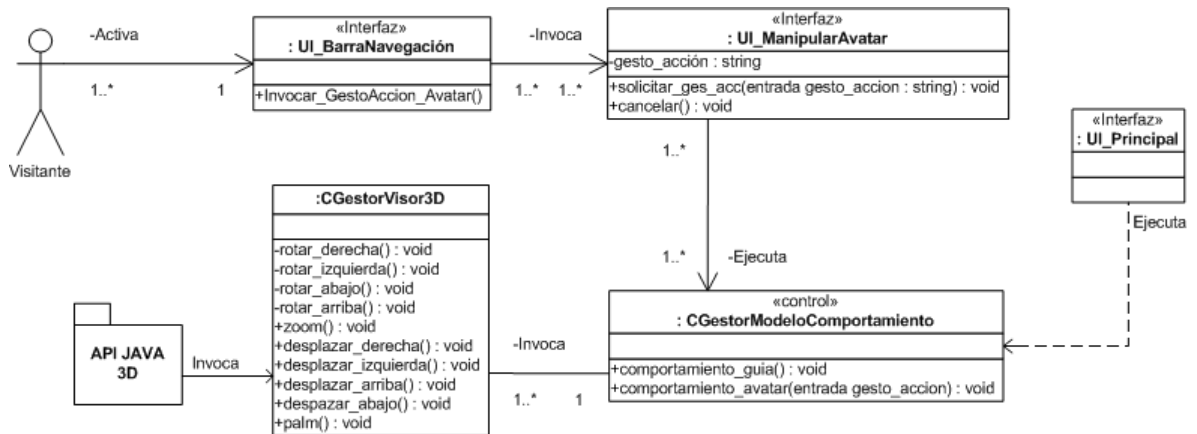 Visitante
-Activa
1..*
1
«Interfaz»
: UI_BarraNavegación
+Invocar_GestoAccion_Avatar()
-Invoca
1..*
1..*
«Interfaz»
: UI_ManipularAvatar
-gesto_acción : string
+solicitar_ges_acc(entrada gesto_accion : string) : void
+cancelar() : void
«Interfaz»
: UI_Principal
Ejecuta
1..*
1..*
-Ejecuta
:CGestorVisor3D
-rotar_derecha() : void
-rotar_izquierda() : void
-rotar_abajo() : void
-rotar_arriba() : void
+zoom() : void
+desplazar_derecha() : void
+desplazar_izquierda() : void
+desplazar_arriba() : void
+despazar_abajo() : void
+palm() : void
API JAVA
3D
Invoca
-Invoca
1..*
1
«control»
: CGestorModeloComportamiento
+comportamiento_guia() : void
+comportamiento_avatar(entrada gesto_accion) : void